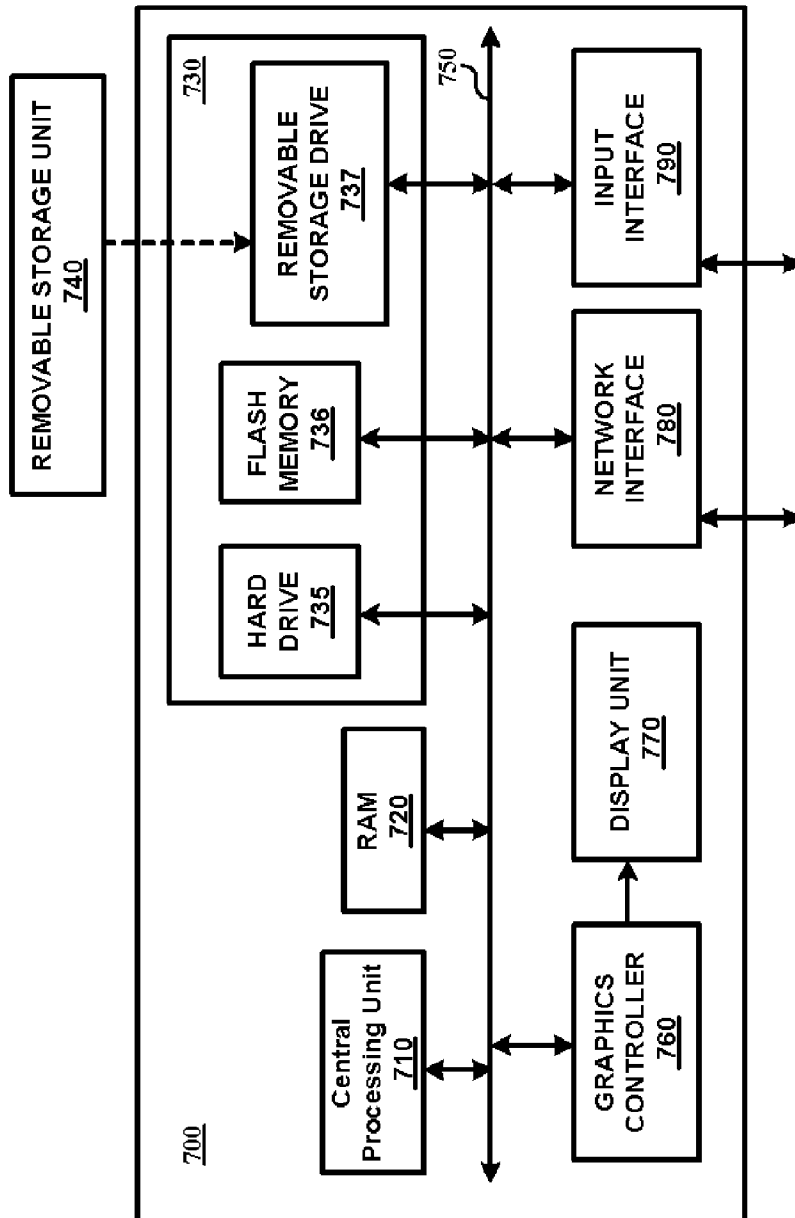 700
Central
Processing Unit
710
RAM
720
730
HARD
DRIVE
735
FLASH
MEMORY
736
REMOVABLE
STORAGE DRIVE
737
REMOVABLE STORAGE UNIT
740
750
GRAPHICS
CONTROLLER
760
DISPLAY UNIT
770
NETWORK
INTERFACE
780
INPUT
INTERFACE
790